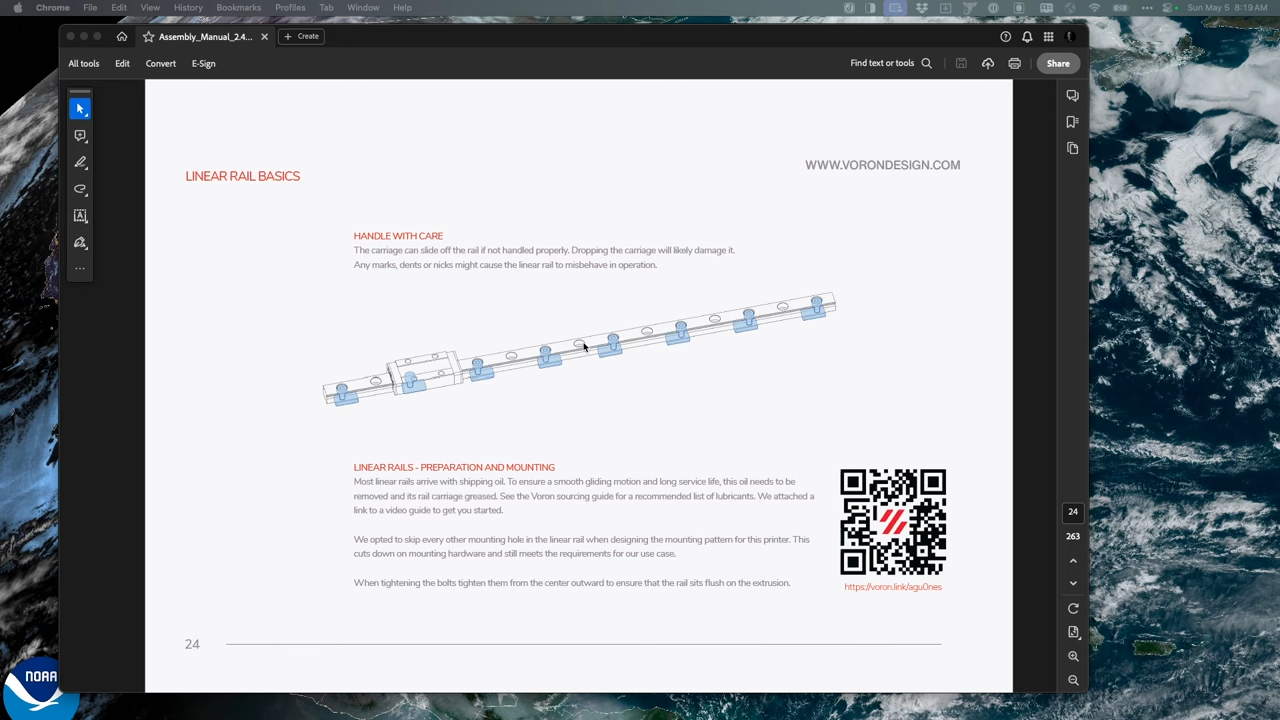 Chrome File Edit View History Bookmarks Profiles Tab Window Help Sun May 5 8:19 AM
Assembly_Manual_2.4... Create
All tools Edit Convert E-Sign Find text or tools Share
WWW.VORONDESIGN.COM
LINEAR RAIL BASICS
HANDLE WITH CARE
The carriage can slide off the rail if not handled properly. Dropping the carriage will likely damage it.
Any marks, dents or nicks might cause the linear rail to misbehave in operation.
LINEAR RAILS - PREPARATION AND MOUNTING
Most linear rails arrive with shipping oil. To ensure a smooth gliding motion and long service life, this oil needs to be
removed and its rail carriage greased. See the Voron sourcing guide for a recommended list of lubricants. We attached a
link to a video guide to get you started.
We opted to skip every other mounting hole in the linear rail when designing the mounting pattern for this printer. This
cuts down on mounting hardware and still meets the requirements for our use case.
When tightening the bolts tighten them from the center outward to ensure that the rail sits flush on the extrusion.
https://voron.link/agu0nes
24
24
263
NOAA